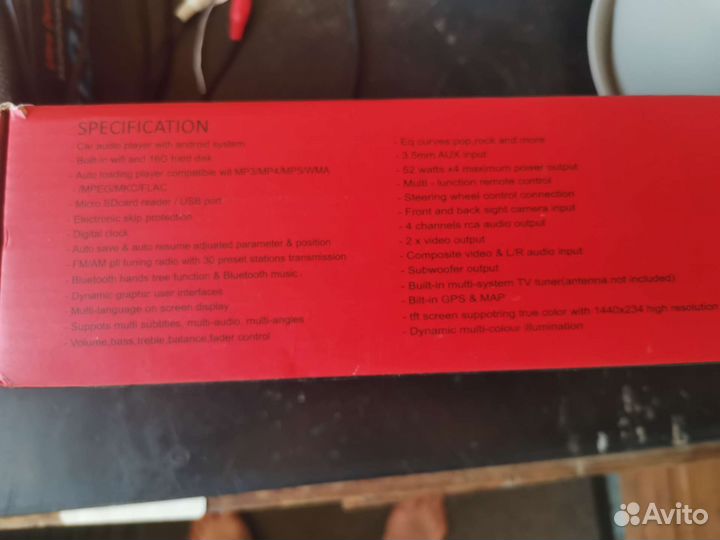 SPECIFICATION
Car audio player with android system
Built-in wifi and 16G hard disk
- Auto loading player compatible wit MP3/MP4/MP5/WMA
/MPEG/MKC/FLAC
- Micro SDcard reader / USB port
- Electronic skip protection
- Digital clock
- Auto save & auto resume adjusted parameter & position
- FM/AM pll tuning radio with 30 preset stations transmission
- Bluetooth hands free function & Bluetooth music
- Dynamic graphic user interfaces
- Multi-language on screen display
- Supports multi subtitles, multi-audio, multi-angles
- Volume,bass,treble,balance,fader control
- Eq curves pop,rock and more
- 3.5mm AUX input
- 52 watts x4 maximum power output
- Multi - function remote control
- Steering wheel control connection
- Front and back sight camera input
- 4 channels rca audio output
- 2 x video output
- Composite video & L/R audio input
- Subwoofer output
- Built-in multi-system TV tuner(antenna not included)
- Bilt-in GPS & MAP
- tft screen suppotring true color with 1440x234 high resolution
- Dynamic multi-colour illumination
Avito